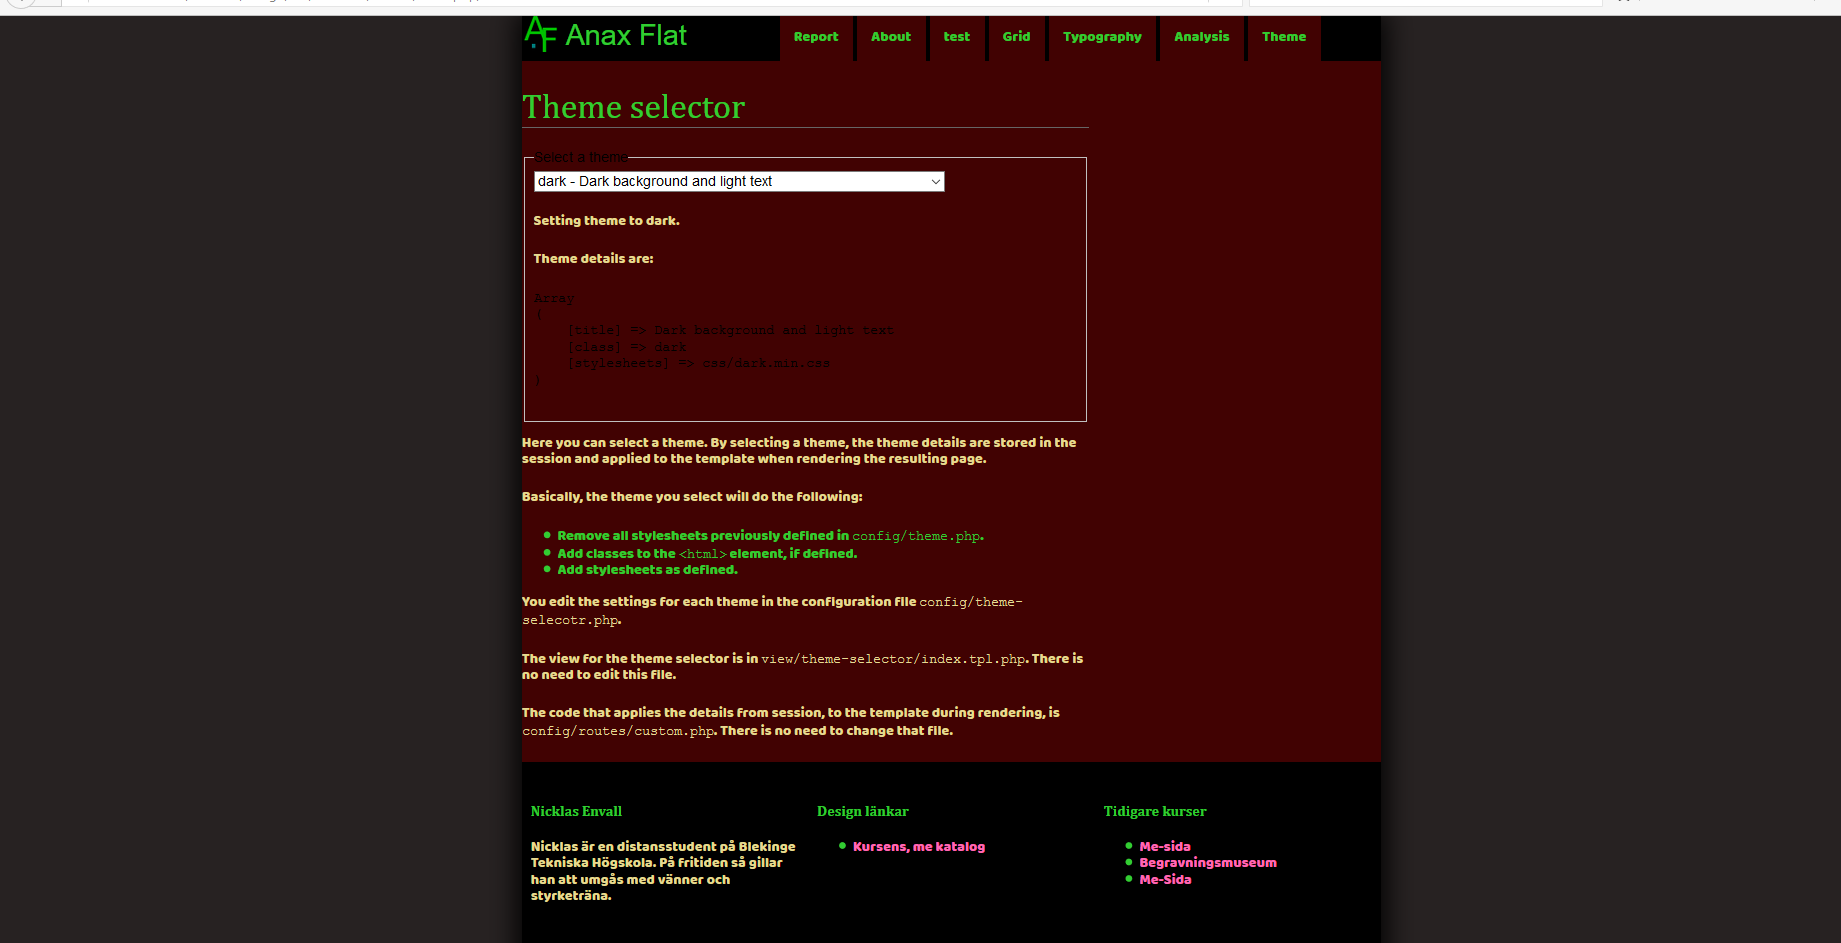 AF Anax Flat
Report About test Grid Typography Analysis Theme
Theme selector
Select a theme
dark - Dark background and light text
Setting theme to dark.
Theme details are:
Array
(
[title] => Dark background and light text
[class] => dark
[stylesheets] => css/dark.min.css
)
Here you can select a theme. By selecting a theme, the theme details are stored in the
session and applied to the template when rendering the resulting page.
Basically, the theme you select will do the following:
Remove all stylesheets previously defined in config/theme.php.
Add classes to the <html> element, if defined.
Add stylesheets as defined.
You edit the settings for each theme in the configuration file config/theme-
selecotr.php.
The view for the theme selector is in view/theme-selector/index.tpl.php. There is
no need to edit this file.
The code that applies the details from session, to the template during rendering, is
config/routes/custom.php. There is no need to change that file.
Nicklas Envall
Nicklas är en distansstudent på Blekinge
Tekniska Högskola. På fritiden så gillar
han att umgås med vänner och
styrketräna.
Design länkar
Kursens, me katalog
Tidigare kurser
Me-sida
Begravningsmuseum
Me-Sida